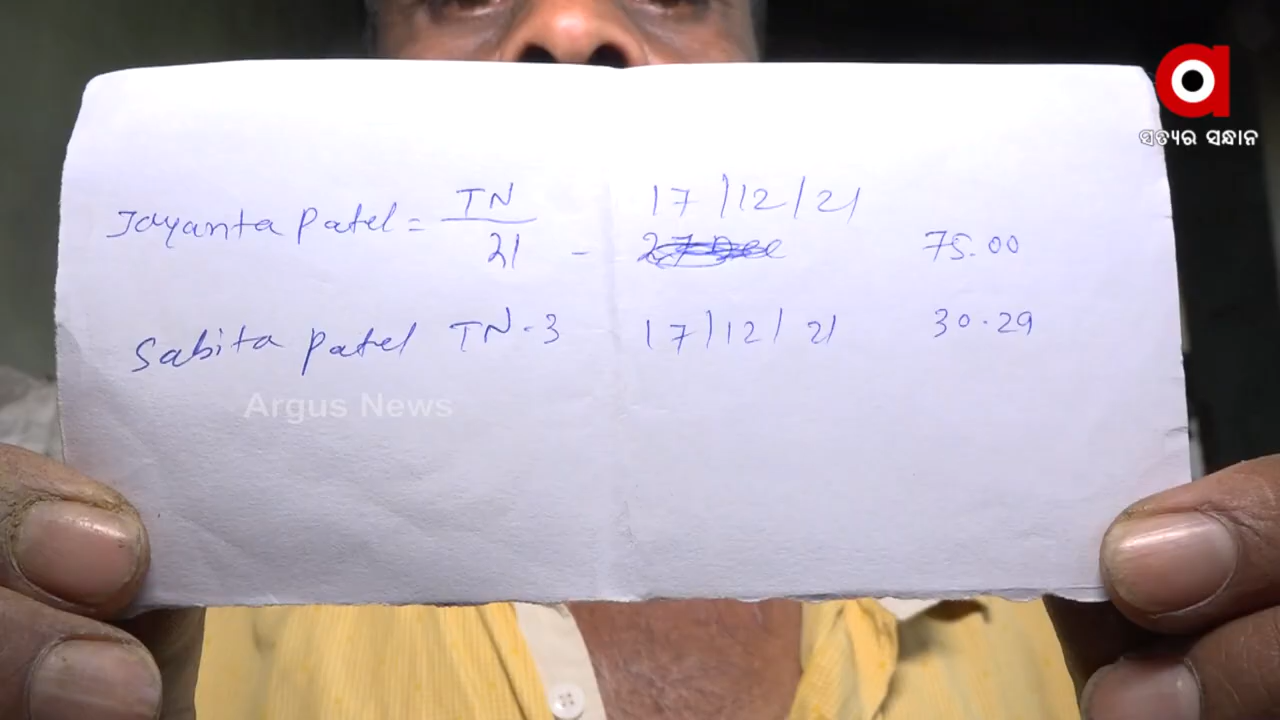 ସତ୍ୟର ସନ୍ଧାନ
Jayanta Patel = TN/21 - 17/12/21 75.00
Sabita Patel TN-3 17/12/21 30.29
Argus News